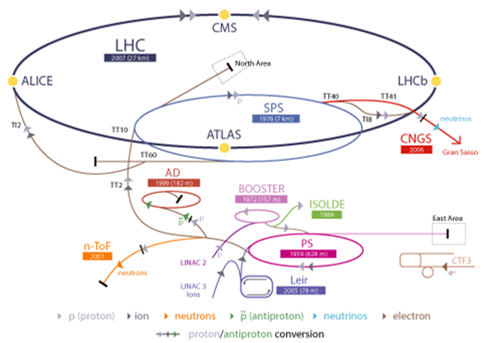 CMS
LHC
2007 (27 km)
North Area
ALICE
LHCb
TT40
TT41
SPS
1976 (7 km)
TI8
TI2
TT10
ATLAS
CNGS
2006
neutrinos
Gran Sasso
TT60
AD
1999 (182 m)
TT2
BOOSTER
1972 (157 m)
ISOLDE
1989
p
p
p̅
p
East Area
n-ToF
2001
PS
1959 (628 m)
neutrons
LINAC 2
CTF3
e-
LINAC 3
Ions
Leir
2005 (78 m)
p (proton)
ion
neutrons
p̅ (antiproton)
neutrinos
electron
proton/antiproton conversion